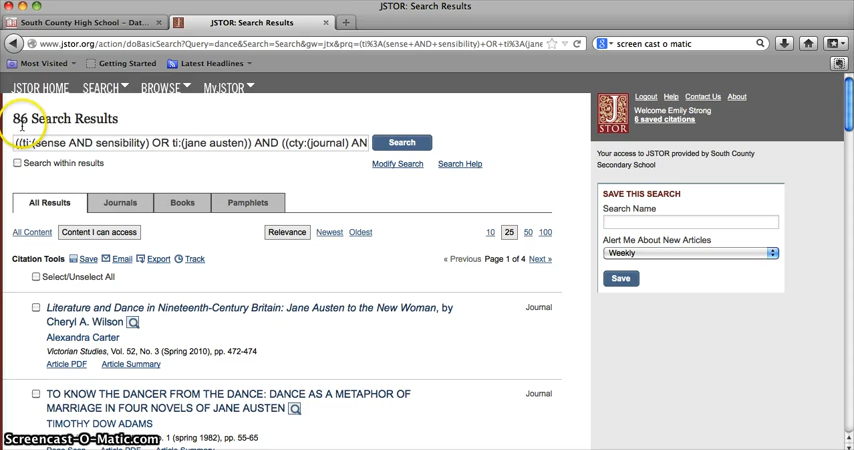 JSTOR: Search Results
South County High School – Dat...
JSTOR: Search Results
www.jstor.org/action/doBasicSearch?Query=dance&Search=Search&gw=jtx&prq=(ti%3A(sense+AND+sensibility)+OR+ti%3A(jane
screen cast o matic
Most Visited
Getting Started
Latest Headlines
JSTOR HOME SEARCH BROWSE MyJSTOR
86 Search Results
((ti:(sense AND sensibility) OR ti:(jane austen)) AND ((cty:(journal) AN
Search
Search within results
Modify Search
Search Help
All Results
Journals
Books
Pamphlets
All Content
Content I can access
Relevance
Newest
Oldest
10 25 50 100
Citation Tools Save Email Export Track
« Previous Page 1 of 4 Next »
Select/Unselect All
Literature and Dance in Nineteenth-Century Britain: Jane Austen to the New Woman, by
Cheryl A. Wilson
Journal
Alexandra Carter
Victorian Studies, Vol. 52, No. 3 (Spring 2010), pp. 472-474
Article PDF
Article Summary
TO KNOW THE DANCER FROM THE DANCE: DANCE AS A METAPHOR OF
MARRIAGE IN FOUR NOVELS OF JANE AUSTEN
Journal
TIMOTHY DOW ADAMS
. 1 (spring 1982), pp. 55-65
Screencast-O-Matic.com
J
JSTOR
Logout Help Contact Us About
Welcome Emily Strong
6 saved citations
Your access to JSTOR provided by South County
Secondary School
SAVE THIS SEARCH
Search Name
Alert Me About New Articles
Weekly
Save